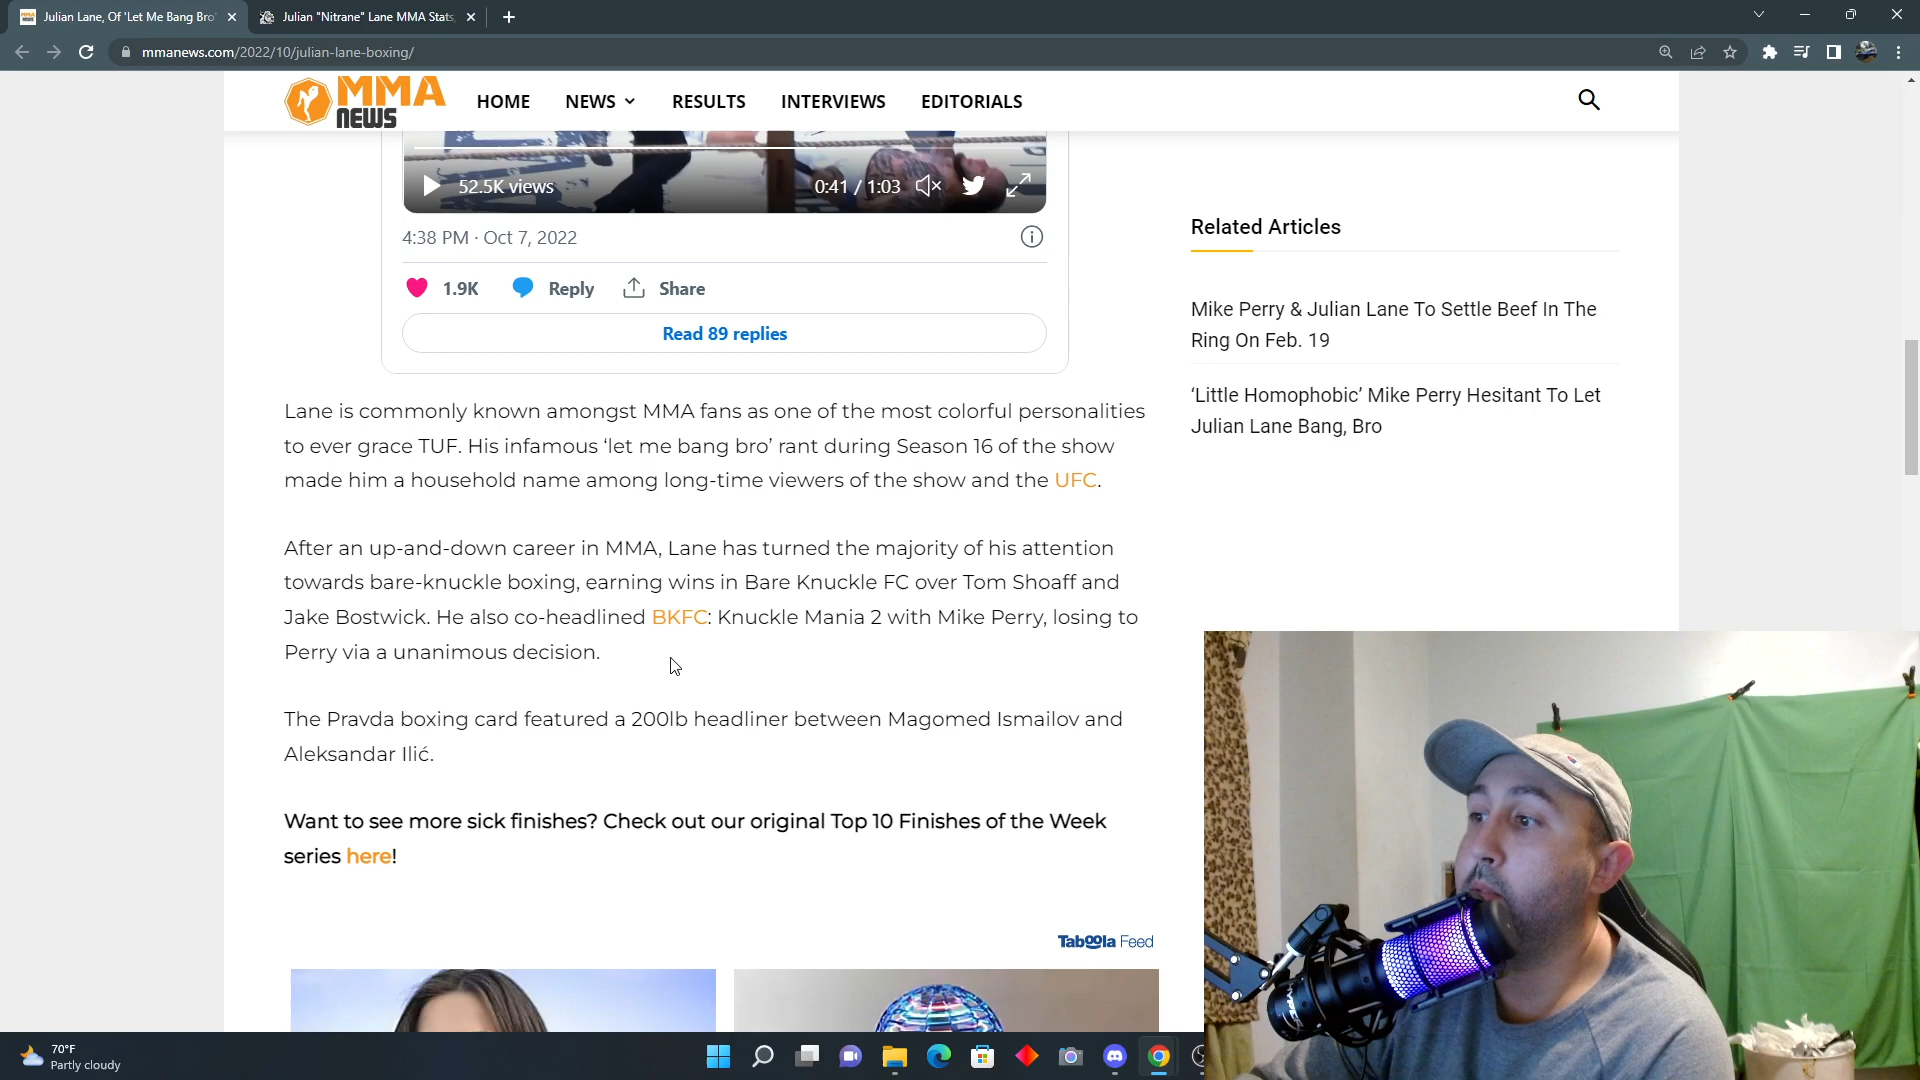 Julian Lane, Of 'Let Me Bang Bro'
Julian "Nitrane" Lane MMA Stats,
mmanews.com/2022/10/julian-lane-boxing/
MMA NEWS
HOME NEWS RESULTS INTERVIEWS EDITORIALS
52.5K views 0:41 / 1:03
4:38 PM · Oct 7, 2022
1.9K Reply Share
Read 89 replies
Lane is commonly known amongst MMA fans as one of the most colorful personalities
to ever grace TUF. His infamous ‘let me bang bro’ rant during Season 16 of the show
made him a household name among long-time viewers of the show and the UFC.
After an up-and-down career in MMA, Lane has turned the majority of his attention
towards bare-knuckle boxing, earning wins in Bare Knuckle FC over Tom Shoaff and
Jake Bostwick. He also co-headlined BKFC: Knuckle Mania 2 with Mike Perry, losing to
Perry via a unanimous decision.
The Pravda boxing card featured a 200lb headliner between Magomed Ismailov and
Aleksandar Ilić.
Want to see more sick finishes? Check out our original Top 10 Finishes of the Week
series here!
Taboola Feed
Related Articles
Mike Perry & Julian Lane To Settle Beef In The
Ring On Feb. 19
‘Little Homophobic’ Mike Perry Hesitant To Let
Julian Lane Bang, Bro
70°F
Partly cloudy